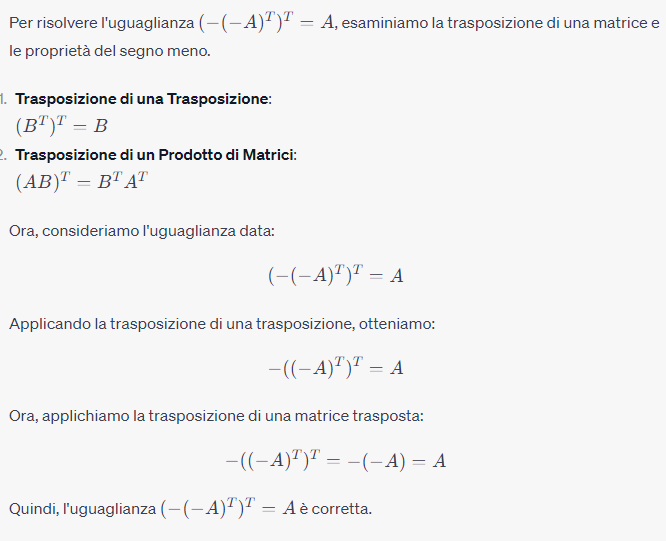 Per risolvere l'uguaglianza $(-(-A)^T)^T = A$, esaminiamo la trasposizione di una matrice e
le proprietà del segno meno.
1. Trasposizione di una Trasposizione:
$(B^T)^T = B$
2. Trasposizione di un Prodotto di Matrici:
$(AB)^T = B^T A^T$
Ora, consideriamo l'uguaglianza data:
$(-(-A)^T)^T = A$
Applicando la trasposizione di una trasposizione, otteniamo:
$-((-A)^T)^T = A$
Ora, applichiamo la trasposizione di una matrice trasposta:
$-((-A)^T)^T = -(-A) = A$
Quindi, l'uguaglianza $(-(-A)^T)^T = A$ è corretta.